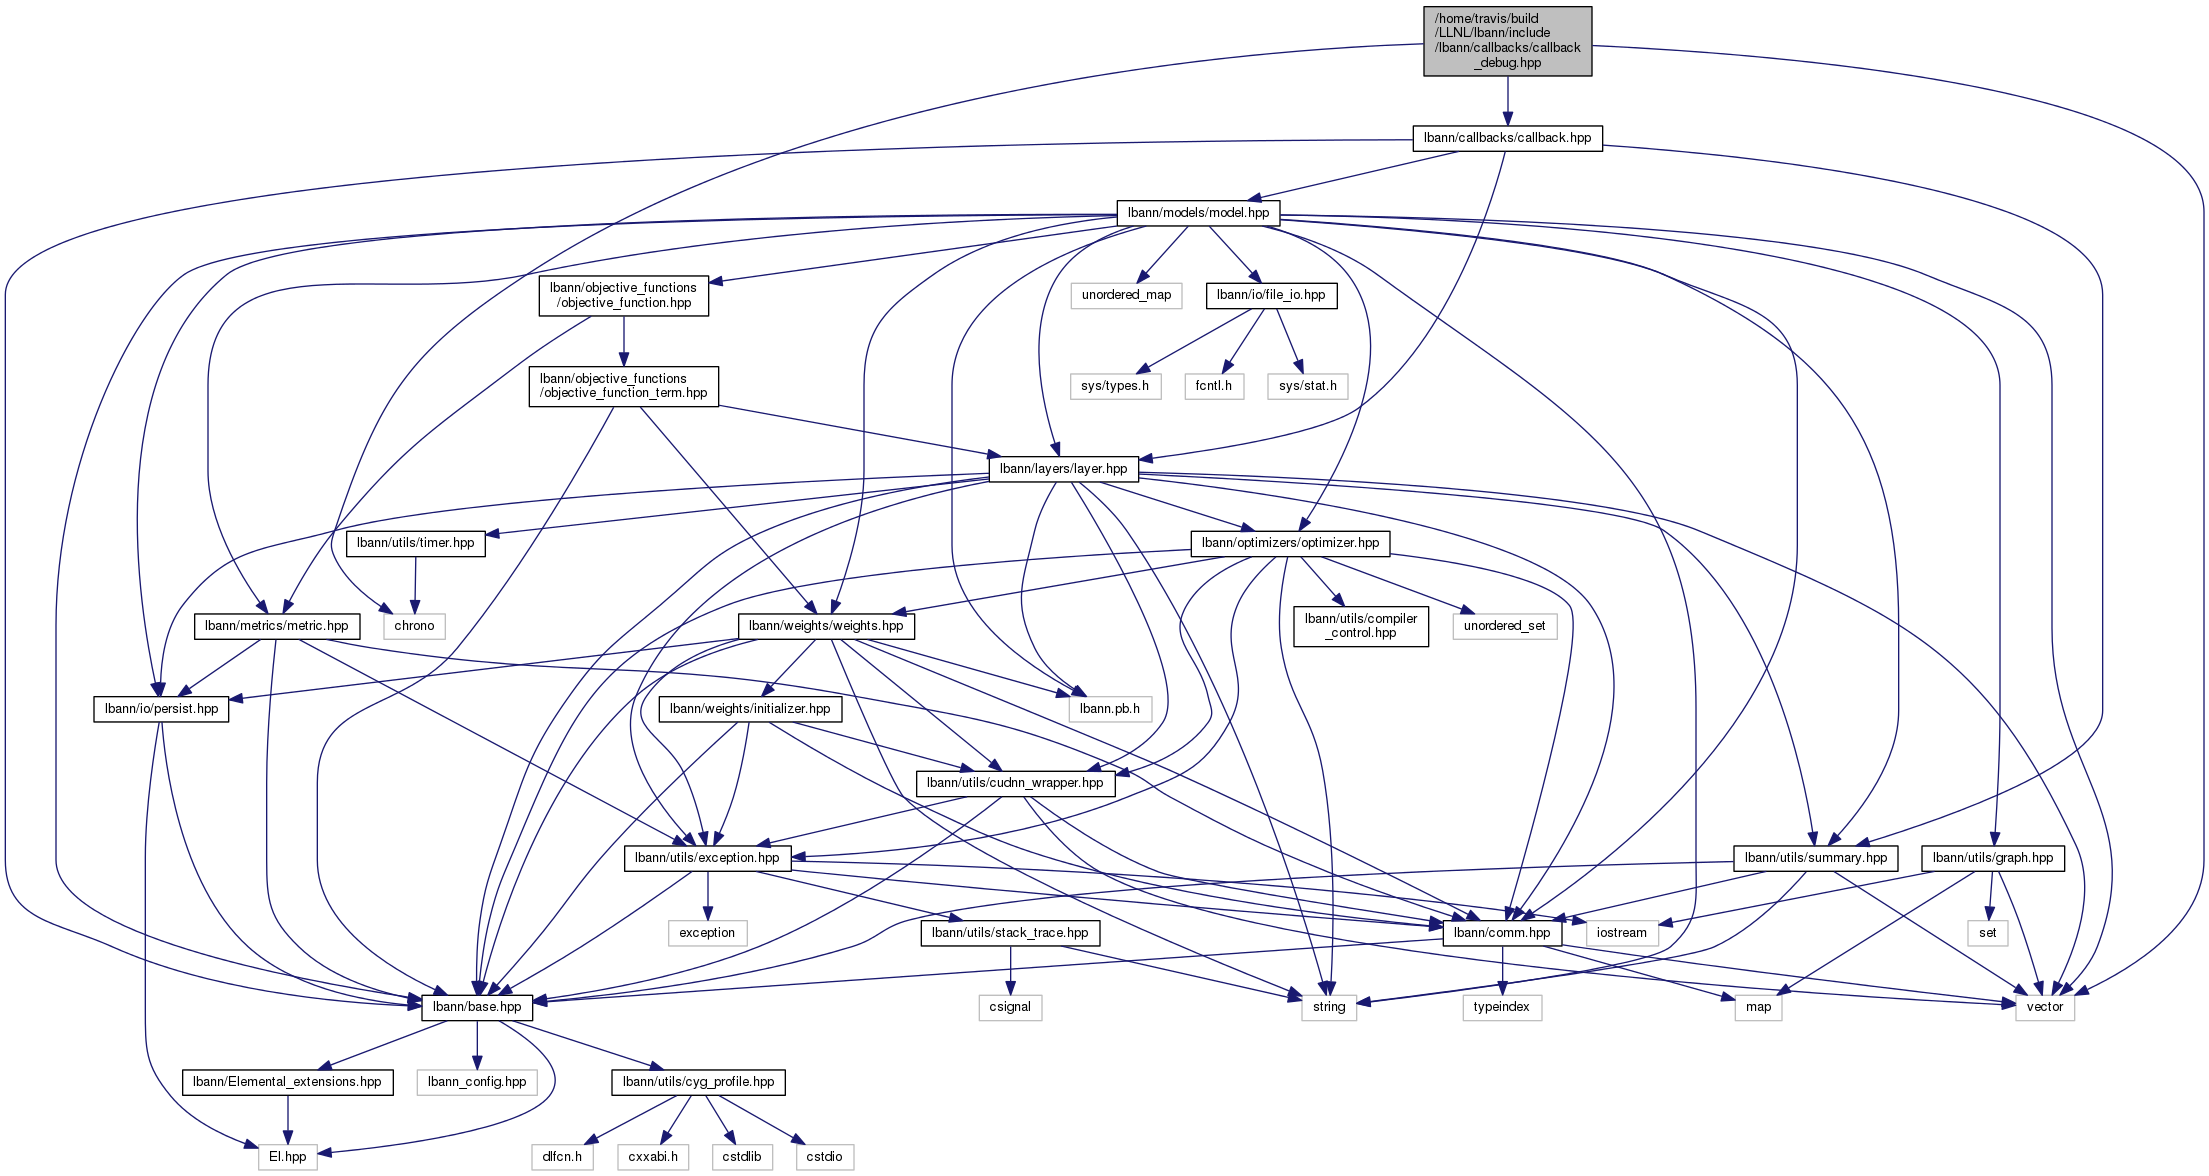 /home/travis/build
/LLNL/lbann/include
/lbann/callbacks/callback
_debug.hpp
lbann/callbacks/callback.hpp
lbann/models/model.hpp
lbann/objective_functions
/objective_function.hpp
unordered_map
lbann/io/file_io.hpp
lbann/objective_functions
/objective_function_term.hpp
sys/types.h
fcntl.h
sys/stat.h
lbann/layers/layer.hpp
lbann/utils/timer.hpp
lbann/optimizers/optimizer.hpp
lbann/metrics/metric.hpp
chrono
lbann/weights/weights.hpp
lbann/utils/compiler
_control.hpp
unordered_set
lbann/io/persist.hpp
lbann/weights/initializer.hpp
lbann.pb.h
lbann/utils/cudnn_wrapper.hpp
lbann/utils/exception.hpp
lbann/utils/summary.hpp
lbann/utils/graph.hpp
exception
lbann/utils/stack_trace.hpp
lbann/comm.hpp
iostream
set
lbann/base.hpp
csignal
string
typeindex
map
vector
lbann/Elemental_extensions.hpp
lbann_config.hpp
lbann/utils/cyg_profile.hpp
El.hpp
dlfcn.h
cxxabi.h
cstdlib
cstdio